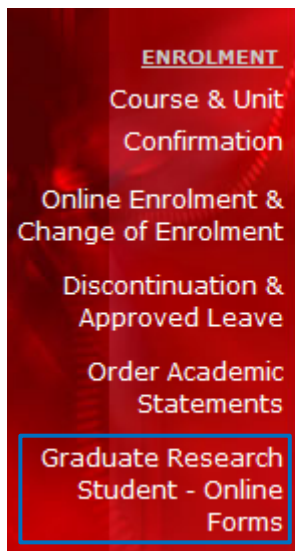 ENROLMENT
Course & Unit
Confirmation
Online Enrolment &
Change of Enrolment
Discontinuation &
Approved Leave
Order Academic
Statements
Graduate Research
Student - Online
Forms